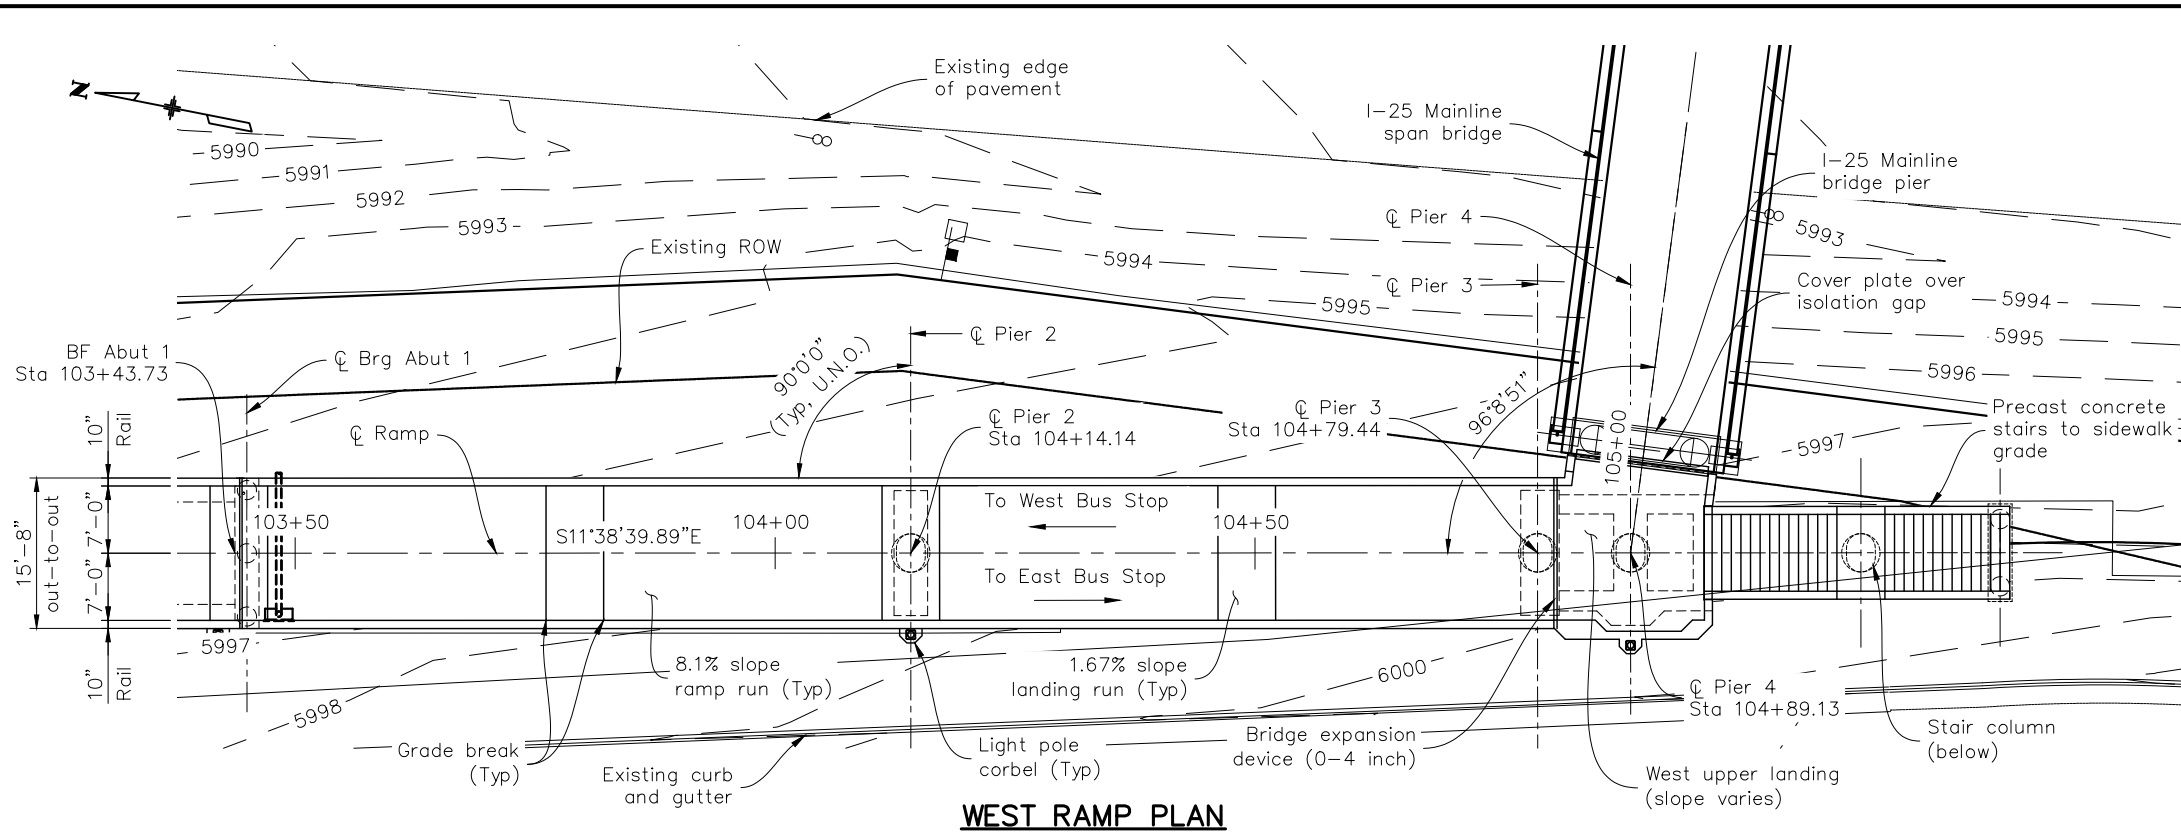 N
Existing edge
of pavement
I-25 Mainline
span bridge
I-25 Mainline
bridge pier
5990
5991
5992
5993
Existing ROW
℄ Pier 4
℄ Pier 3
5993
5994
5995
Cover plate over
isolation gap
5994
5995
5996
BF Abut 1
Sta 103+43.73
℄ Brg Abut 1
℄ Pier 2
90°0'0"
(Typ, U.N.O.)
℄ Pier 2
Sta 104+14.14
℄ Pier 3
Sta 104+79.44
96°8'51"
105+00
5997
Precast concrete
stairs to sidewalk
grade
10"
Rail
℄ Ramp
15'-8"
out-to-out
7'-0"
7'-0"
10"
Rail
103+50
S11°38'39.89"E
104+00
To West Bus Stop
To East Bus Stop
104+50
5997
5998
8.1% slope
ramp run (Typ)
1.67% slope
landing run (Typ)
6000
℄ Pier 4
Sta 104+89.13
Grade break
(Typ)
Existing curb
and gutter
Light pole
corbel (Typ)
Bridge expansion
device (0-4 inch)
West upper landing
(slope varies)
Stair column
(below)
WEST RAMP PLAN